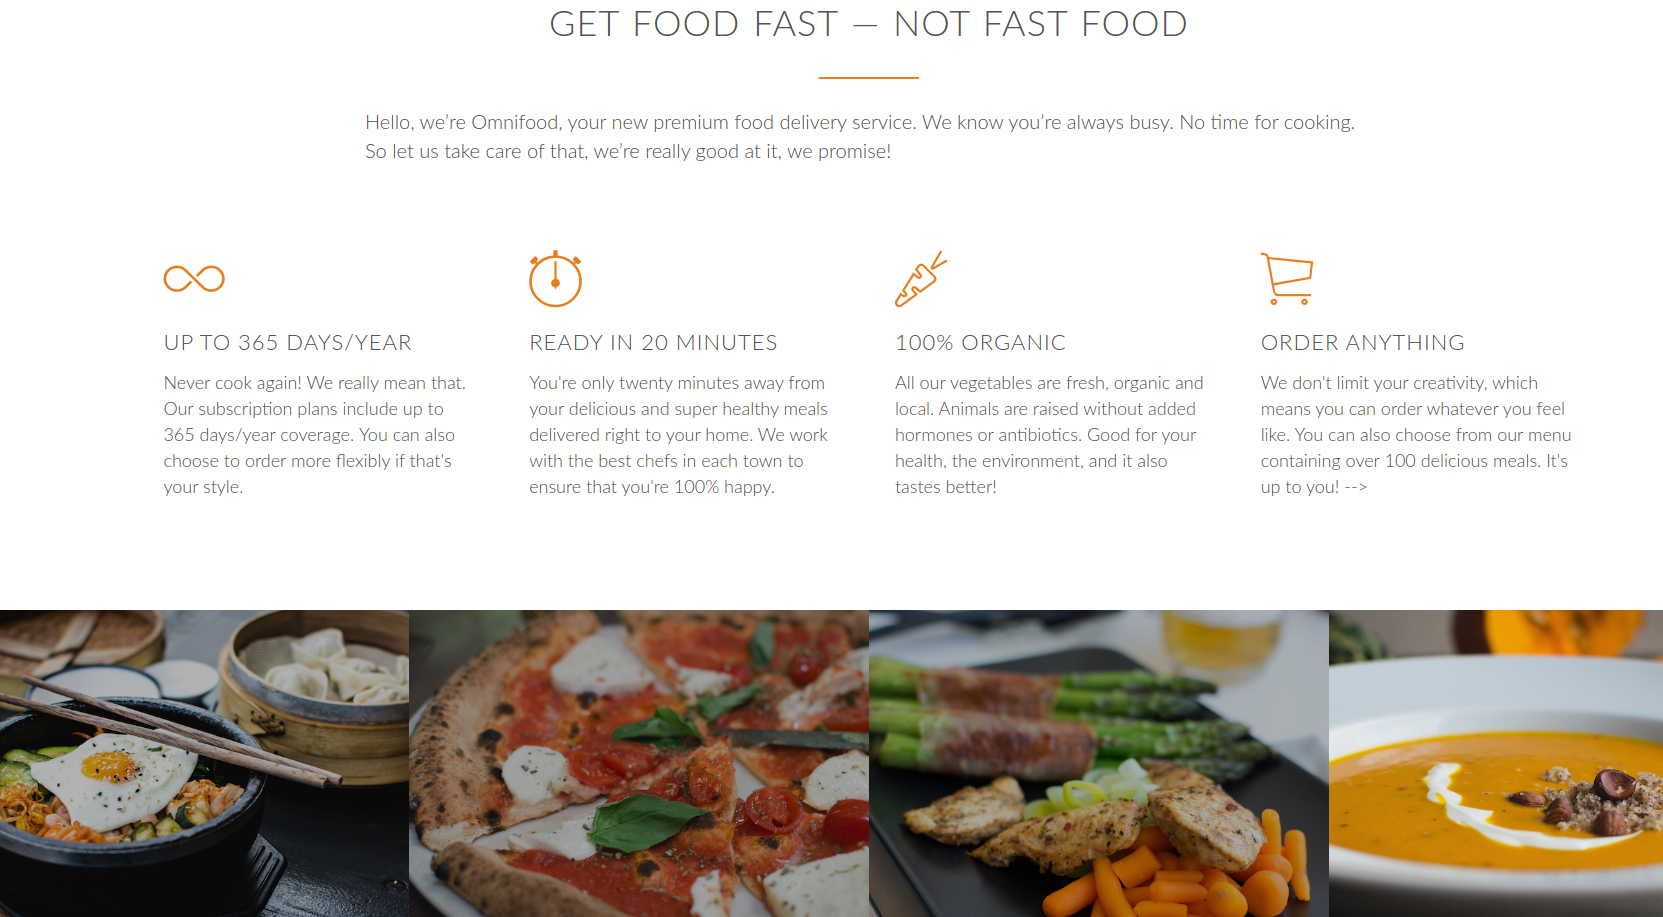 GET FOOD FAST — NOT FAST FOOD
Hello, we’re Omnifood, your new premium food delivery service. We know you’re always busy. No time for cooking.
So let us take care of that, we’re really good at it, we promise!
UP TO 365 DAYS/YEAR
Never cook again! We really mean that.
Our subscription plans include up to
365 days/year coverage. You can also
choose to order more flexibly if that's
your style.
READY IN 20 MINUTES
You're only twenty minutes away from
your delicious and super healthy meals
delivered right to your home. We work
with the best chefs in each town to
ensure that you're 100% happy.
100% ORGANIC
All our vegetables are fresh, organic and
local. Animals are raised without added
hormones or antibiotics. Good for your
health, the environment, and it also
tastes better!
ORDER ANYTHING
We don't limit your creativity, which
means you can order whatever you feel
like. You can also choose from our menu
containing over 100 delicious meals. It's
up to you! -->